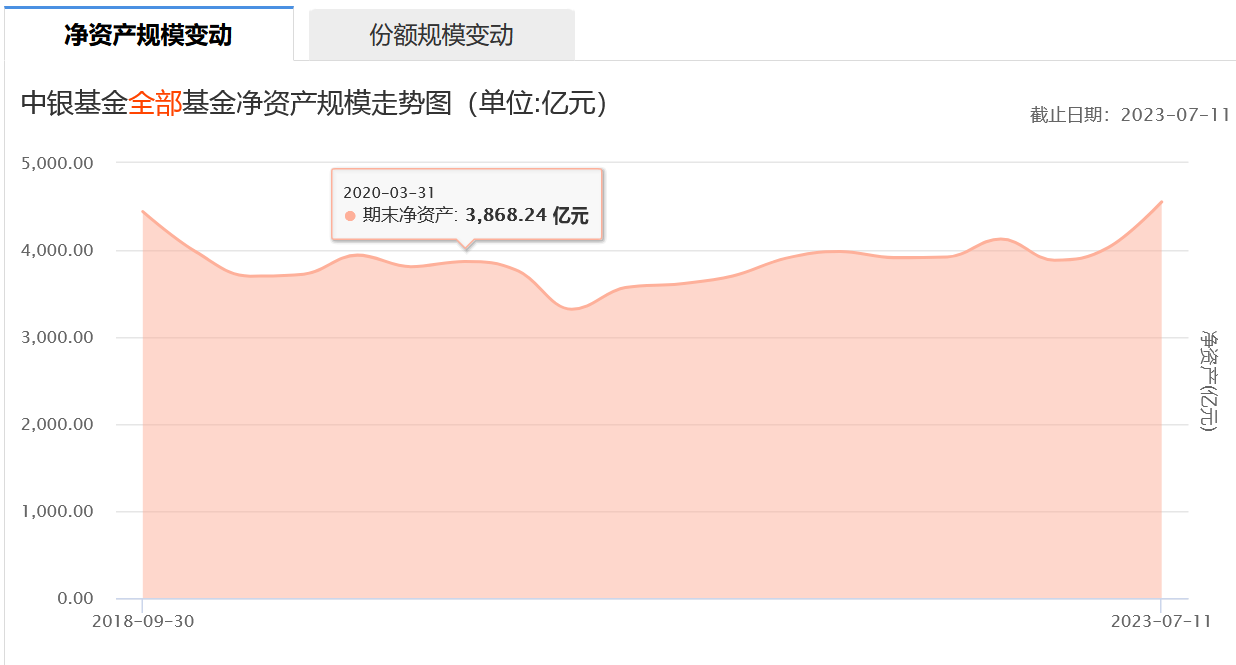 净资产规模变动
份额规模变动
中银基金全部基金净资产规模走势图（单位:亿元）
截止日期：2023-07-11
5,000.00
2020-03-31
期末净资产: 3,868.24 亿元
4,000.00
3,000.00
净资产(亿元)
2,000.00
1,000.00
0.00
2018-09-30
2023-07-11